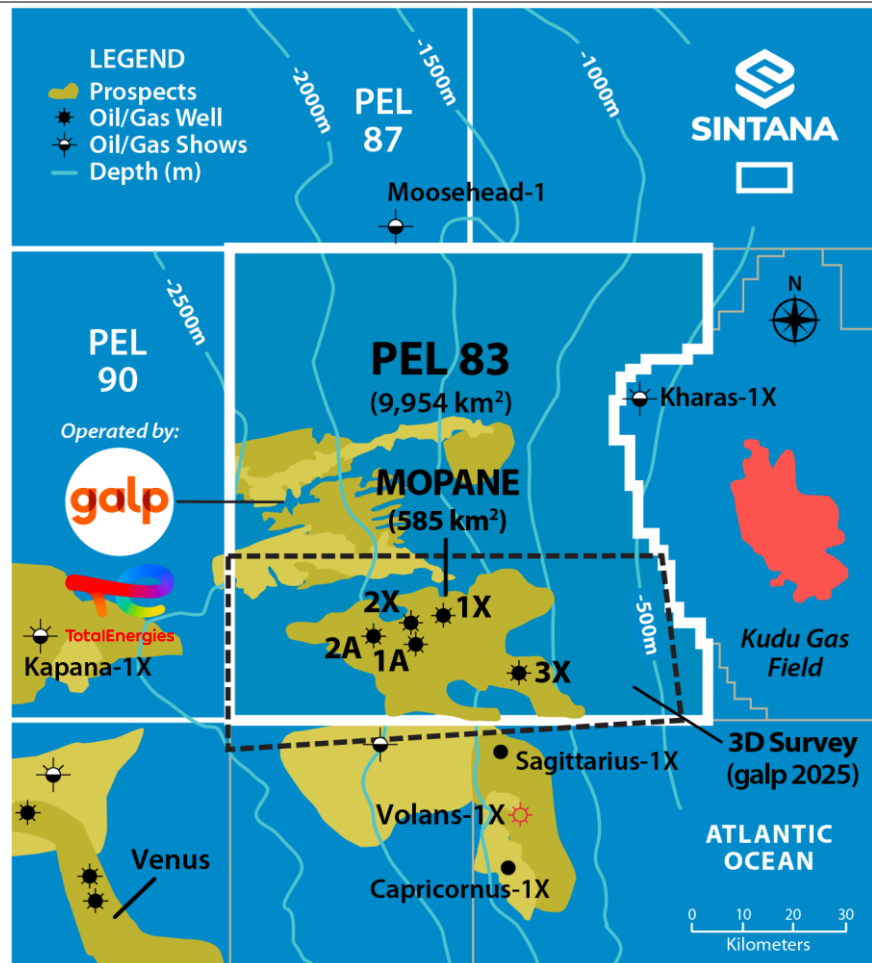 LEGEND
Prospects
Oil/Gas Well
Oil/Gas Shows
Depth (m)
-2000m
-1500m
-1000m
PEL
87
SINTANA
Moosehead-1
-2500m
N
PEL
90
PEL 83
(9,954 km²)
Kharas-1X
Operated by:
galp
MOPANE
(585 km²)
TotalEnergies
Kapana-1X
2X
1X
2A
1A
3X
-500m
Kudu Gas
Field
3D Survey
(galp 2025)
Sagittarius-1X
Volans-1X
Capricornus-1X
Venus
ATLANTIC
OCEAN
0 10 20 30
Kilometers